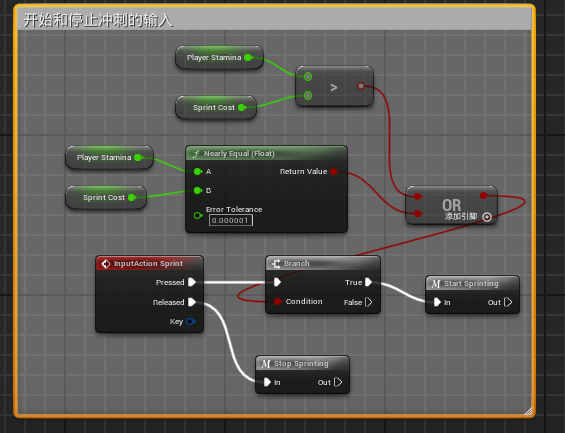 开始和停止冲刺的输入
Player Stamina
>
Sprint Cost
Nearly Equal (Float)
Player Stamina
A
Return Value
Sprint Cost
B
Error Tolerance
0.000001
OR
添加引脚
InputAction Sprint
Branch
Pressed
True
Start Sprinting
Released
Condition
False
In
Out
Key
Stop Sprinting
In
Out